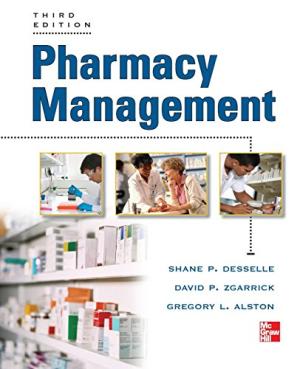 THIRD
EDITION
Pharmacy
Management
SHANE P. DESSELLE
DAVID P. ZGARRICK
GREGORY L. ALSTON
Mc
Graw
Hill